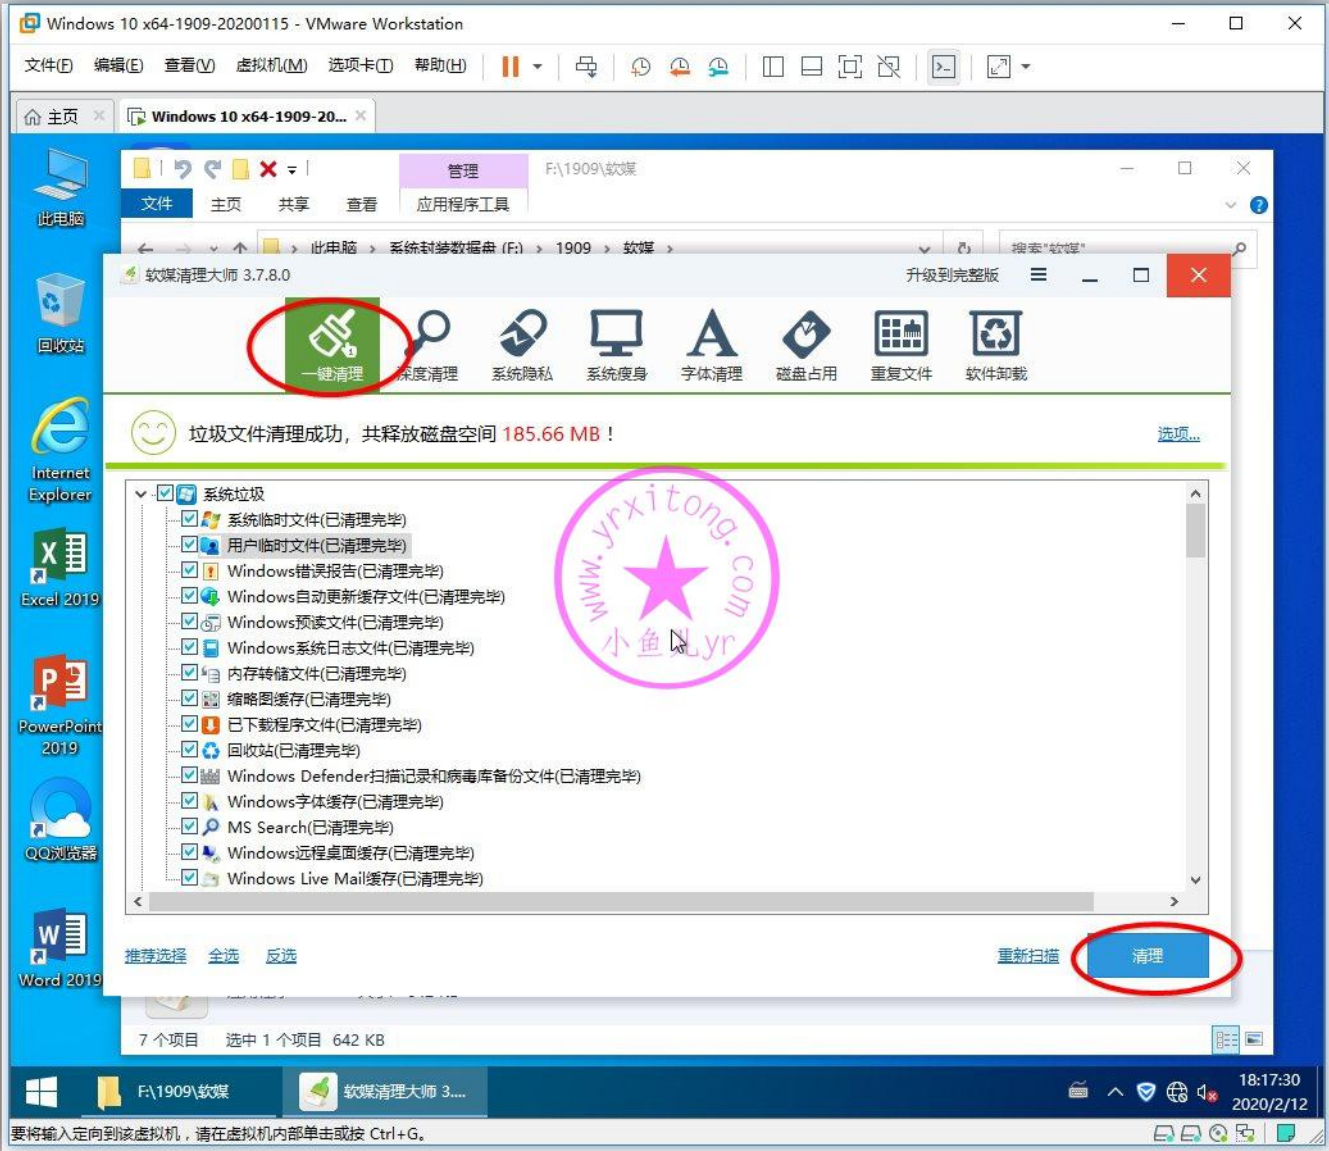 Windows 10 x64-1909-20200115 - VMware Workstation
文件(F) 编辑(E) 查看(V) 虚拟机(M) 选项卡(T) 帮助(H)
主页 Windows 10 x64-1909-20...
管理 F:\1909\软媒
文件 主页 共享 查看 应用程序工具
此电脑 系统封装数据盘 (F:) 1909 软媒 搜索"软媒"
此电脑
回收站
Internet Explorer
Excel 2019
PowerPoint 2019
QQ浏览器
Word 2019
软媒清理大师 3.7.8.0 升级到完整版
一键清理 深度清理 系统隐私 系统瘦身 字体清理 磁盘占用 重复文件 软件卸载
垃圾文件清理成功，共释放磁盘空间 185.66 MB！ 选项...
系统垃圾
系统临时文件(已清理完毕)
用户临时文件(已清理完毕)
Windows错误报告(已清理完毕)
Windows自动更新缓存文件(已清理完毕)
Windows预读文件(已清理完毕)
Windows系统日志文件(已清理完毕)
内存转储文件(已清理完毕)
缩略图缓存(已清理完毕)
已下载程序文件(已清理完毕)
回收站(已清理完毕)
Windows Defender扫描记录和病毒库备份文件(已清理完毕)
Windows字体缓存(已清理完毕)
MS Search(已清理完毕)
Windows远程桌面缓存(已清理完毕)
Windows Live Mail缓存(已清理完毕)
www.yrxitong.com
小鱼儿yr
推荐选择 全选 反选 重新扫描 清理
7 个项目 选中 1 个项目 642 KB
F:\1909\软媒 软媒清理大师 3.... 18:17:30
2020/2/12
要将输入定向到该虚拟机，请在虚拟机内部单击或按 Ctrl+G。